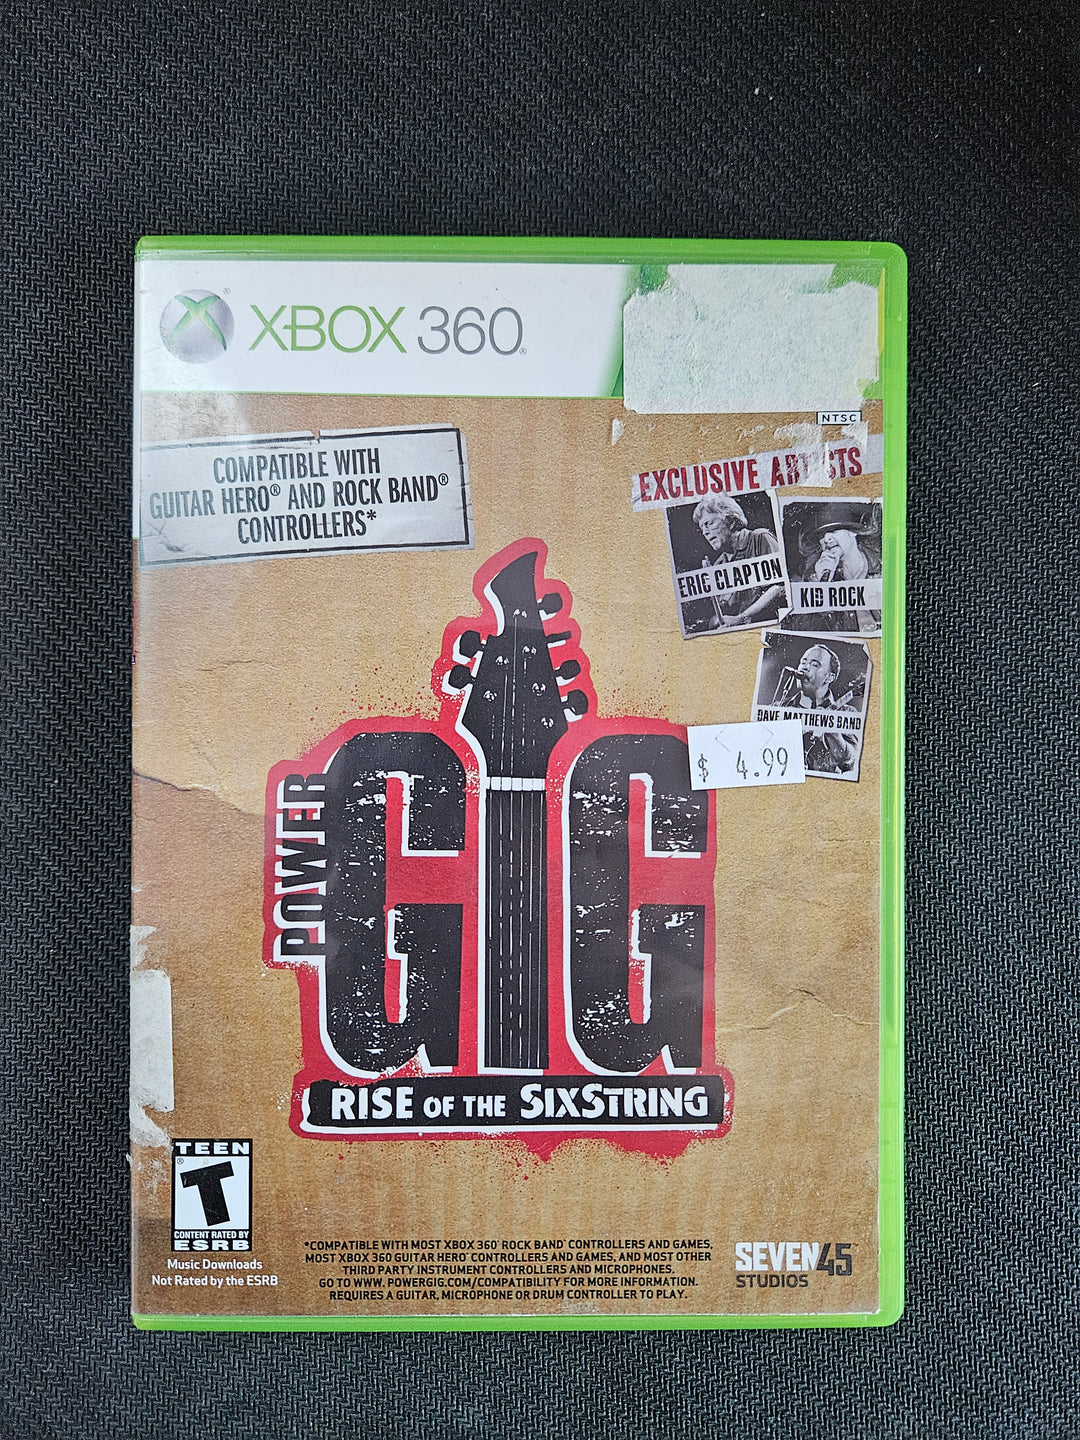 XBOX 360
NTSC
COMPATIBLE WITH
GUITAR HERO® AND ROCK BAND®
CONTROLLERS*
EXCLUSIVE ARTISTS
ERIC CLAPTON
KID ROCK
DAVE MATTHEWS BAND
$ 4.99
POWER
GIG
RISE OF THE SIXSTRING
TEEN
T
CONTENT RATED BY
ESRB
Music Downloads
Not Rated by the ESRB
*COMPATIBLE WITH MOST XBOX 360 ROCK BAND CONTROLLERS AND GAMES,
MOST XBOX 360 GUITAR HERO CONTROLLERS AND GAMES, AND MOST OTHER
THIRD PARTY INSTRUMENT CONTROLLERS AND MICROPHONES.
GO TO WWW. POWERGIG.COM/COMPATIBILITY FOR MORE INFORMATION.
REQUIRES A GUITAR, MICROPHONE OR DRUM CONTROLLER TO PLAY.
SEVEN45
STUDIOS